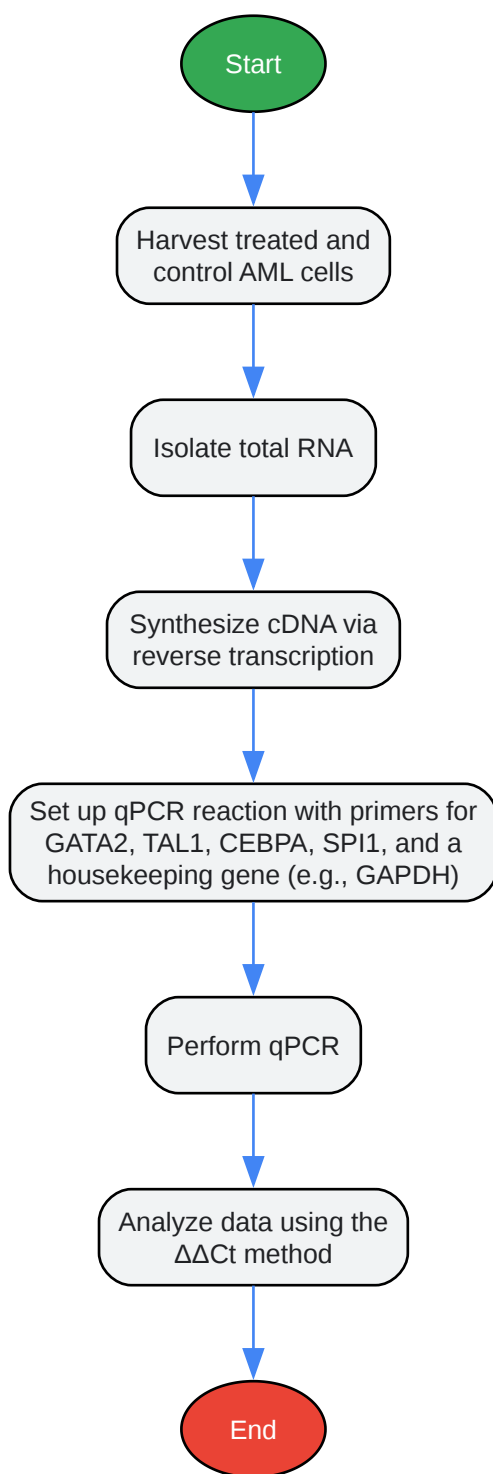 Start
Harvest treated and
control AML cells
Isolate total RNA
Synthesize cDNA via
reverse transcription
Set up qPCR reaction with primers for
GATA2, TAL1, CEBPA, SPI1, and a
housekeeping gene (e.g., GAPDH)
Perform qPCR
Analyze data using the
ΔΔCt method
End